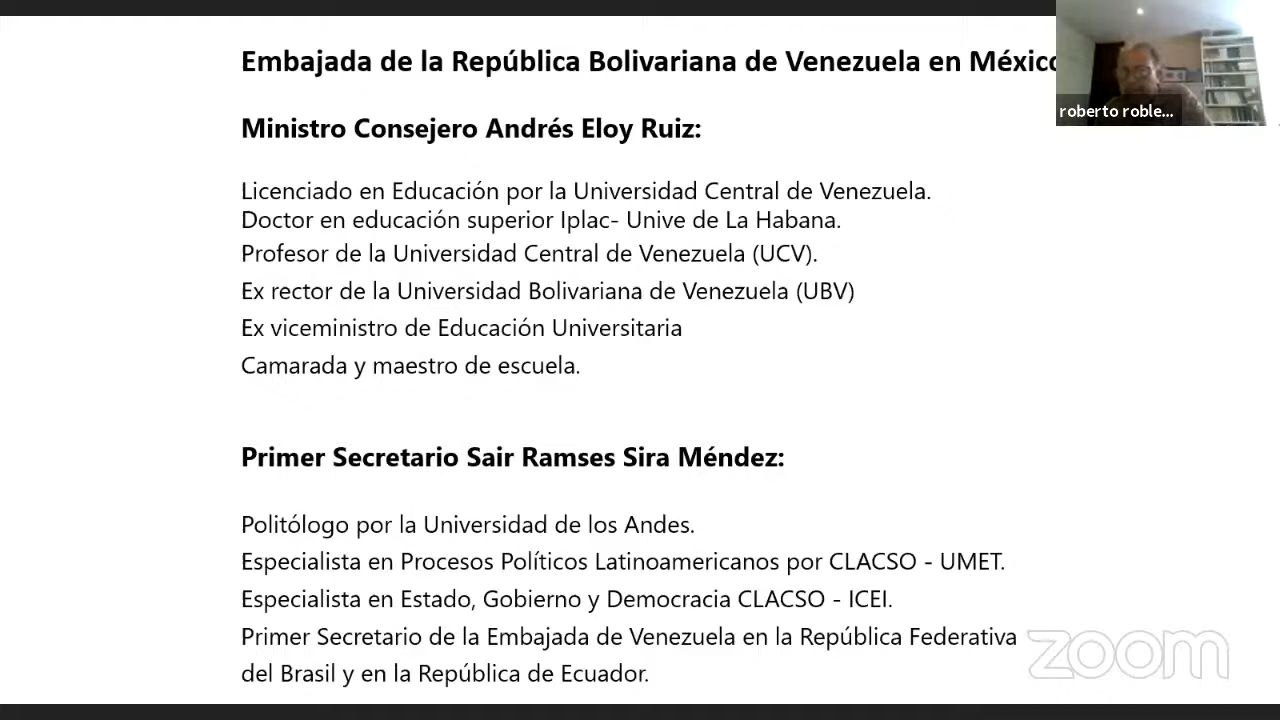 Embajada de la República Bolivariana de Venezuela en México
roberto roble...
Ministro Consejero Andrés Eloy Ruiz:
Licenciado en Educación por la Universidad Central de Venezuela.
Doctor en educación superior Iplac- Unive de La Habana.
Profesor de la Universidad Central de Venezuela (UCV).
Ex rector de la Universidad Bolivariana de Venezuela (UBV)
Ex viceministro de Educación Universitaria
Camarada y maestro de escuela.
Primer Secretario Sair Ramses Sira Méndez:
Politólogo por la Universidad de los Andes.
Especialista en Procesos Políticos Latinoamericanos por CLACSO - UMET.
Especialista en Estado, Gobierno y Democracia CLACSO - ICEI.
Primer Secretario de la Embajada de Venezuela en la República Federativa
del Brasil y en la República de Ecuador.
zoom